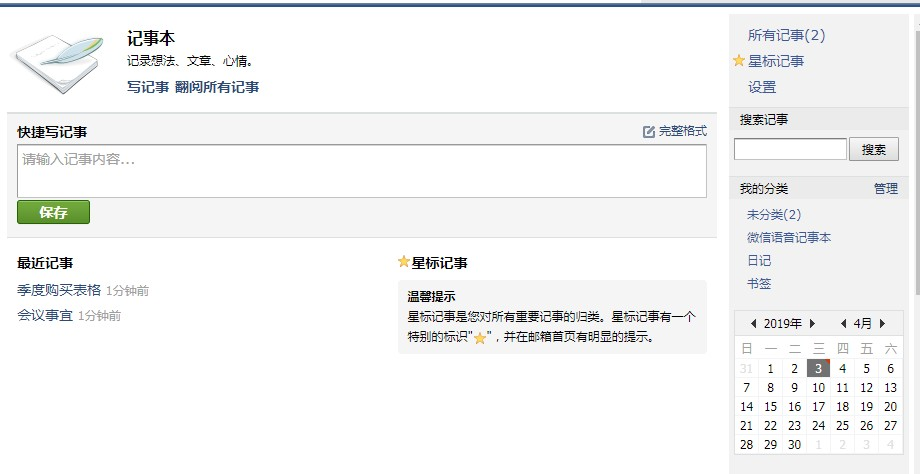 记事本
记录想法、文章、心情。
写记事 翻阅所有记事
快捷写记事 完整格式
请输入记事内容...
保存
最近记事
季度购买表格 1分钟前
会议事宜 1分钟前
星标记事
温馨提示
星标记事是您对所有重要记事的归类。星标记事有一个
特别的标识"⭐"，并在邮箱首页有明显的提示。
所有记事(2)
星标记事
设置
搜索记事
搜索
我的分类 管理
未分类(2)
微信语音记事本
日记
书签
2019年 4月
日 一 二 三 四 五 六
31 1 2 3 4 5 6
7 8 9 10 11 12 13
14 15 16 17 18 19 20
21 22 23 24 25 26 27
28 29 30 1 2 3 4